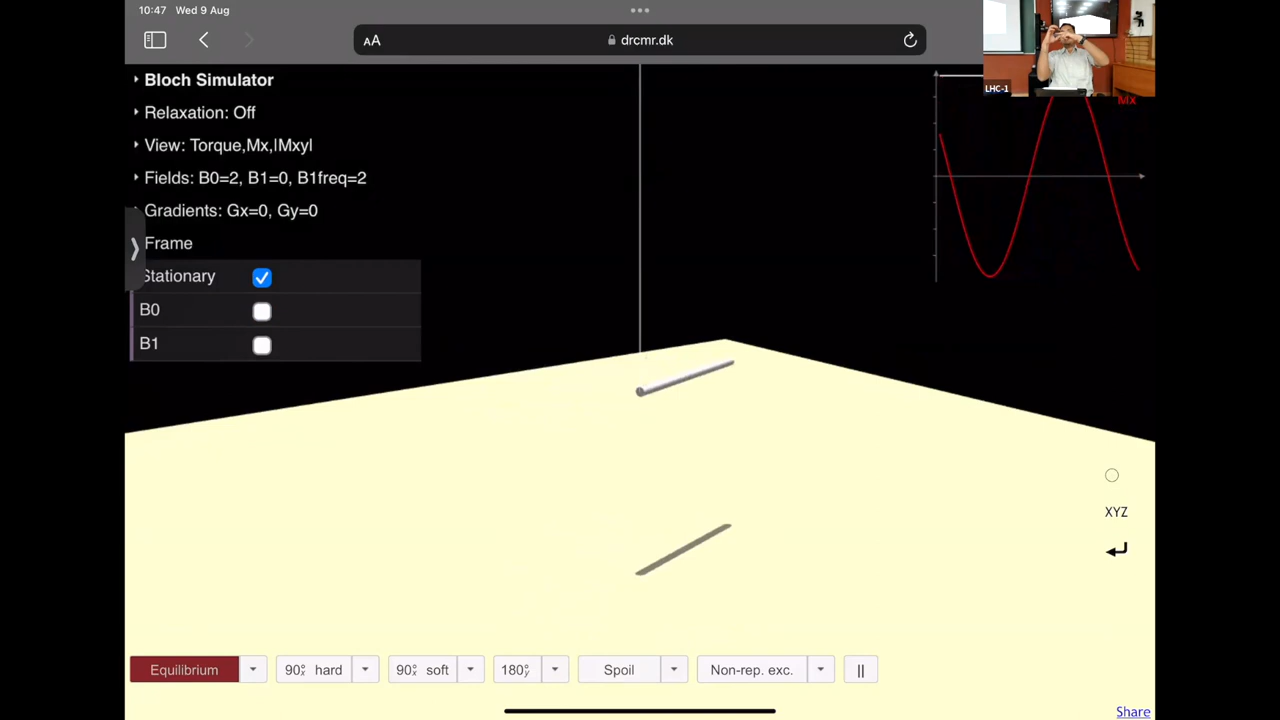 10:47 Wed 9 Aug
AA
drcmr.dk
LHC-1
Bloch Simulator
Relaxation: Off
View: Torque,Mx,|Mxy|
Fields: B0=2, B1=0, B1freq=2
Gradients: Gx=0, Gy=0
Frame
Stationary
B0
B1
Mx
XYZ
Equilibrium
90°x hard
90°x soft
180°y
Spoil
Non-rep. exc.
||
Share